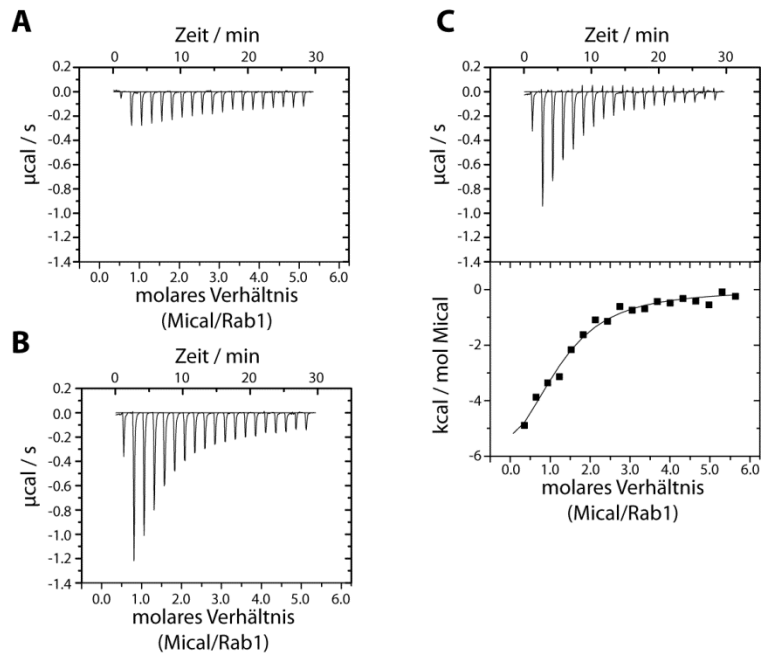 A
Zeit / min
0 10 20 30
0.2
0.0
-0.2
-0.4
-0.6
-0.8
-1.0
-1.2
-1.4
µcal / s
0.0 1.0 2.0 3.0 4.0 5.0 6.0
molares Verhältnis
(Mical/Rab1)
B
Zeit / min
0 10 20 30
0.2
0.0
-0.2
-0.4
-0.6
-0.8
-1.0
-1.2
-1.4
µcal / s
0.0 1.0 2.0 3.0 4.0 5.0 6.0
molares Verhältnis
(Mical/Rab1)
C
Zeit / min
0 10 20 30
0.2
0.0
-0.2
-0.4
-0.6
-0.8
-1.0
-1.2
-1.4
µcal / s
0
-2
-4
-6
kcal / mol Mical
0.0 1.0 2.0 3.0 4.0 5.0 6.0
molares Verhältnis
(Mical/Rab1)